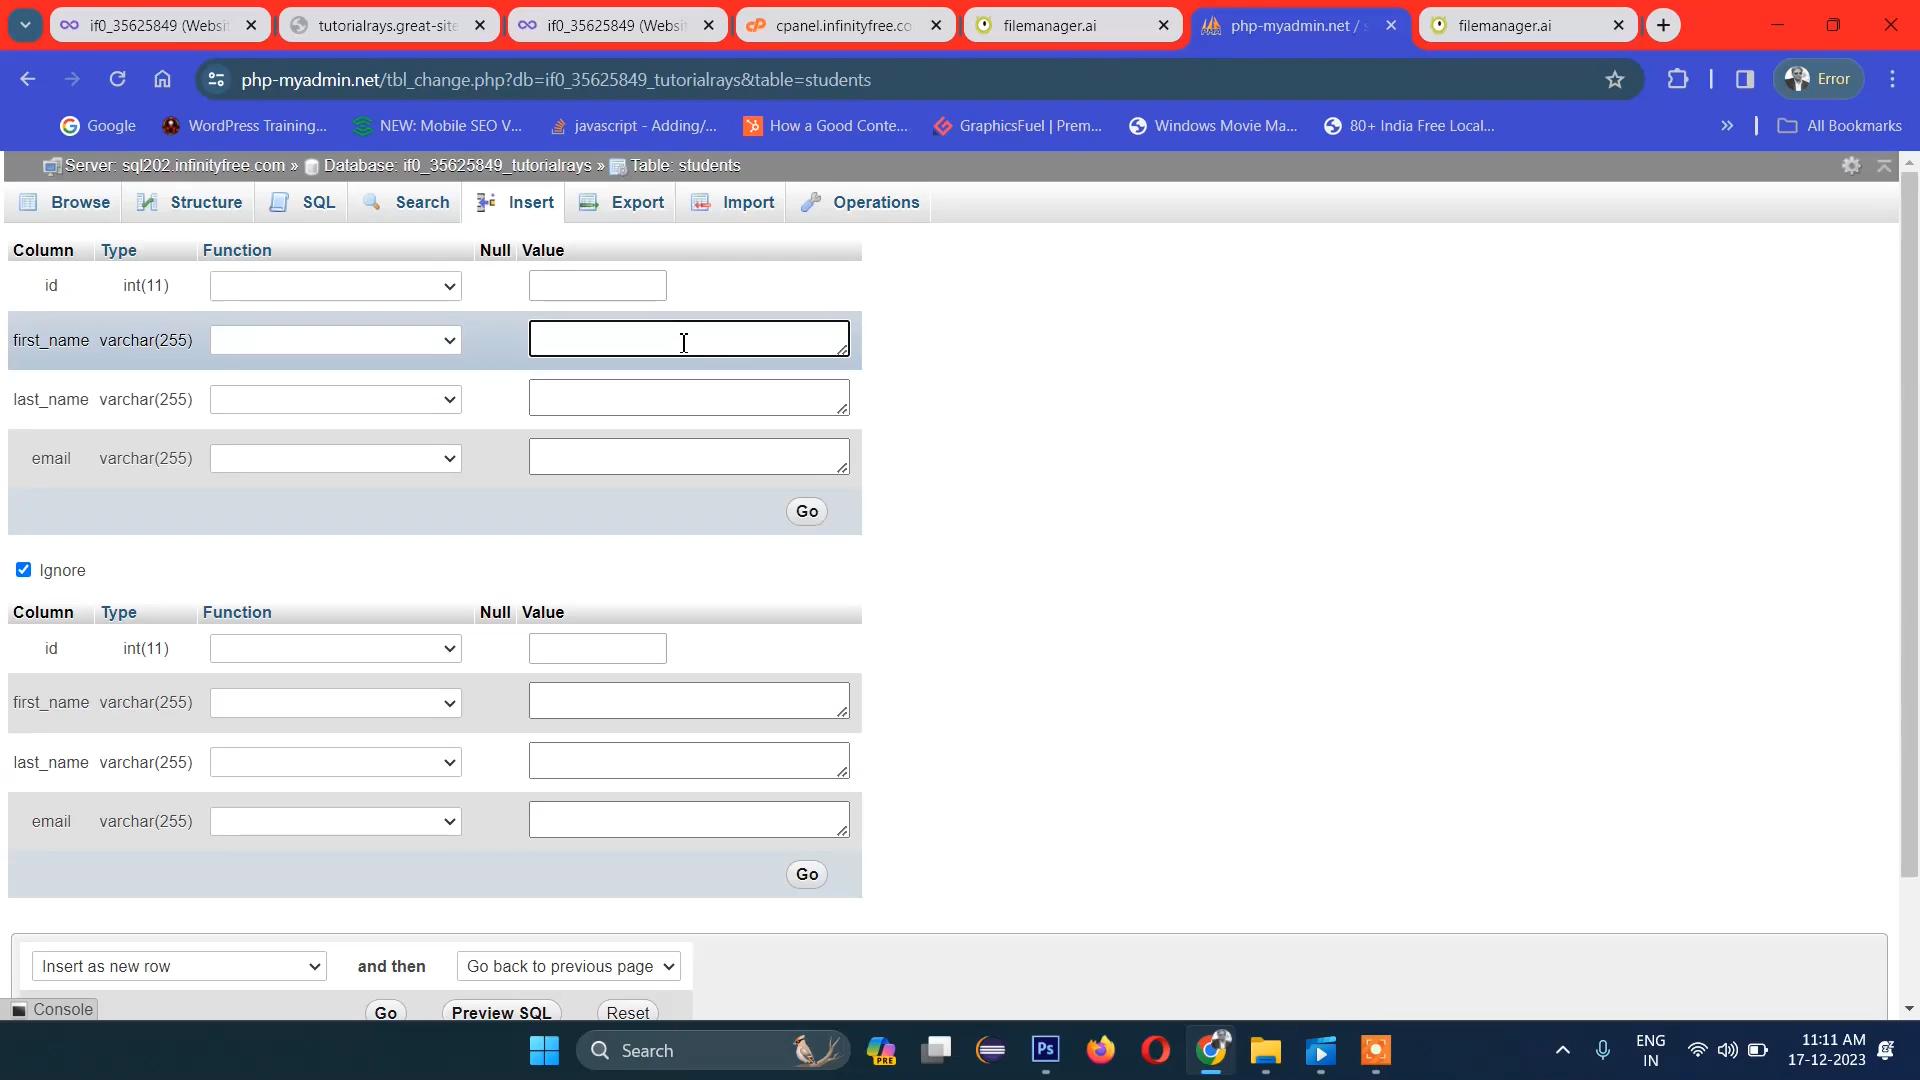 if0_35625849 (Websi
tutorialrays.great-site
if0_35625849 (Websi
cpanel.infinityfree.co
filemanager.ai
php-myadmin.net / s
filemanager.ai
php-myadmin.net/tbl_change.php?db=if0_35625849_tutorialrays&table=students
Error
Google
WordPress Training...
NEW: Mobile SEO V...
javascript - Adding/...
How a Good Conte...
GraphicsFuel | Prem...
Windows Movie Ma...
80+ India Free Local...
All Bookmarks
Server: sql202.infinityfree.com » Database: if0_35625849_tutorialrays » Table: students
Browse Structure SQL Search Insert Export Import Operations
Column Type Function Null Value
id int(11)
first_name varchar(255)
last_name varchar(255)
email varchar(255)
Go
Ignore
Column Type Function Null Value
id int(11)
first_name varchar(255)
last_name varchar(255)
email varchar(255)
Go
Insert as new row and then Go back to previous page
Console
Go Preview SQL Reset
Search
PRE
Ps
ENG
IN
11:11 AM
17-12-2023